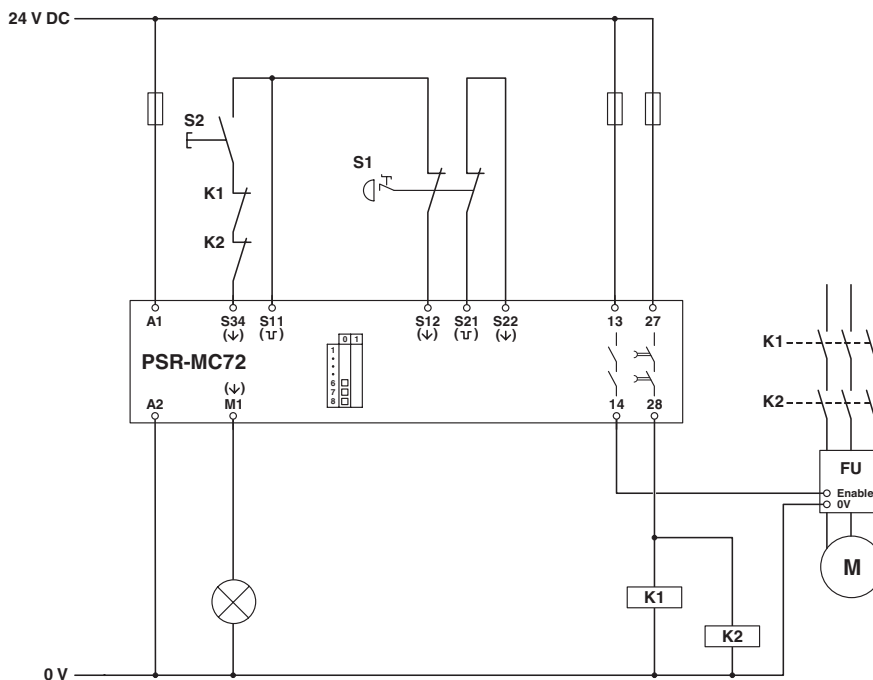 24 V DC
S2
S1
K1
K2
A1
S34
S11
S12
S21
S22
13
27
PSR-MC72
0 1
1
6
7
8
A2
M1
14
28
K1
K2
FU
Enable
0V
M
K1
K2
0 V